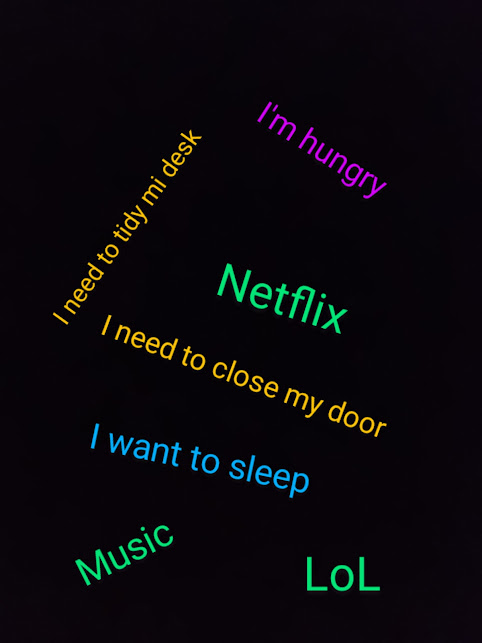 I'm hungry
I need to tidy mi desk
Netflix
I need to close my door
I want to sleep
Music
LoL